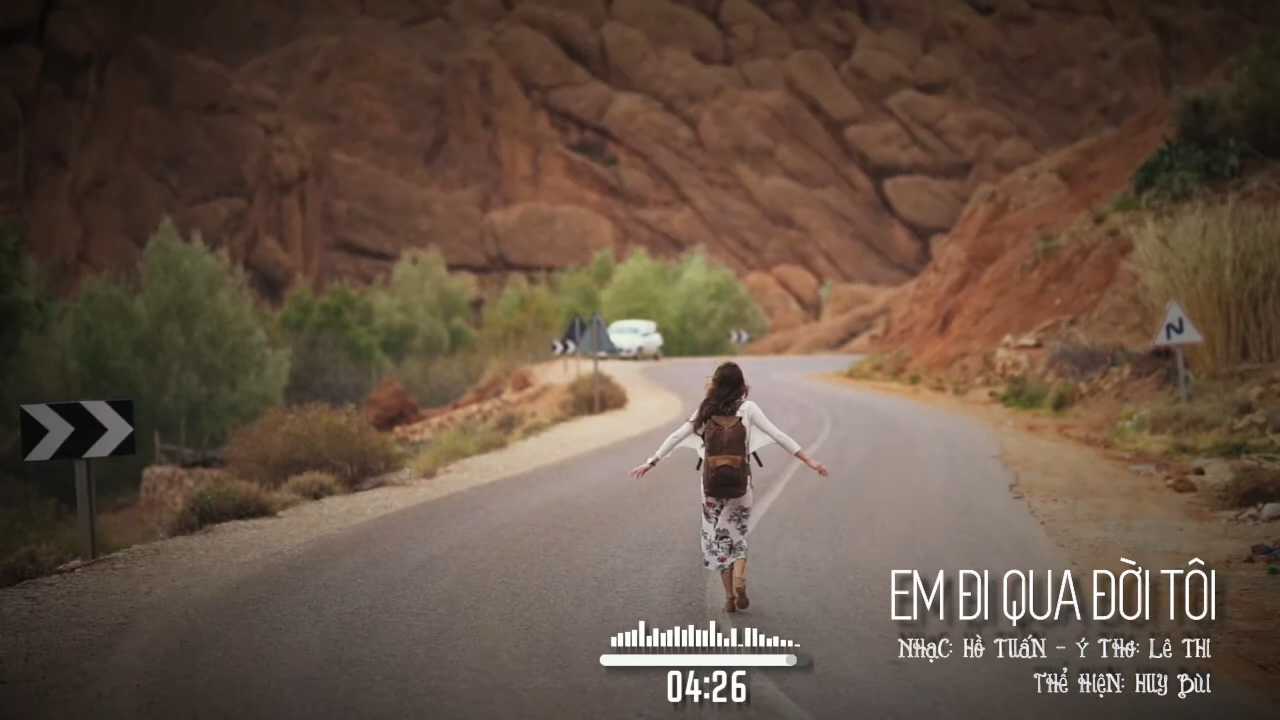 EM ĐI QUA ĐỜI TÔI
NHẠC: HỒ TUẤN - Ý THƠ: LÊ THI
THỂ HIỆN: HUY BÙI
04:26